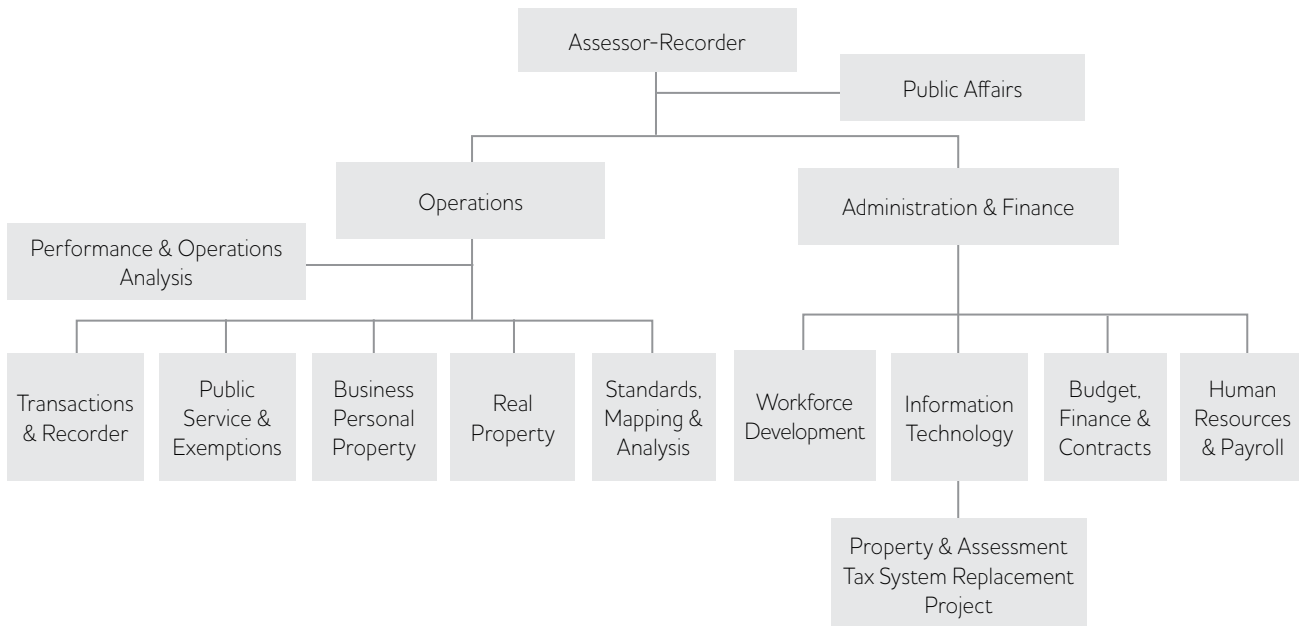 Assessor-Recorder
Public Affairs
Operations
Administration & Finance
Performance & Operations
Analysis
Transactions
& Recorder
Public
Service &
Exemptions
Business
Personal
Property
Real
Property
Standards,
Mapping &
Analysis
Workforce
Development
Information
Technology
Budget,
Finance &
Contracts
Human
Resources
& Payroll
Property & Assessment
Tax System Replacement
Project